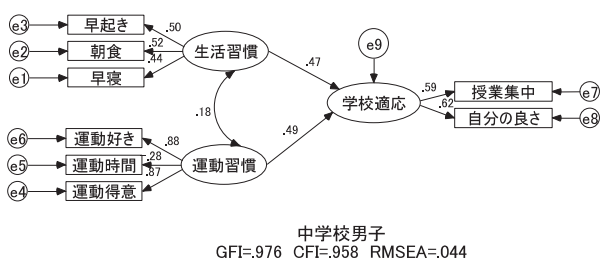 e3 早起き .50
e2 朝食 .52 生活習慣 .47 e9
e1 早寝 .44
.18 学校適応 .59 授業集中 e7
.62 自分の良さ e8
e6 運動好き .88 .49
e5 運動時間 .28 運動習慣
e4 運動得意 .87
中学校男子
GFI=.976 CFI=.958 RMSEA=.044